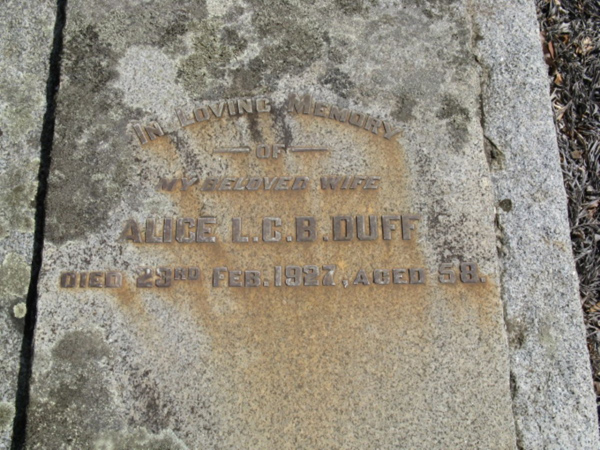 IN LOVING MEMORY
OF
MY BELOVED WIFE
ALICE L.C.B. DUFF
DIED 23RD FEB. 1927, AGED 58.